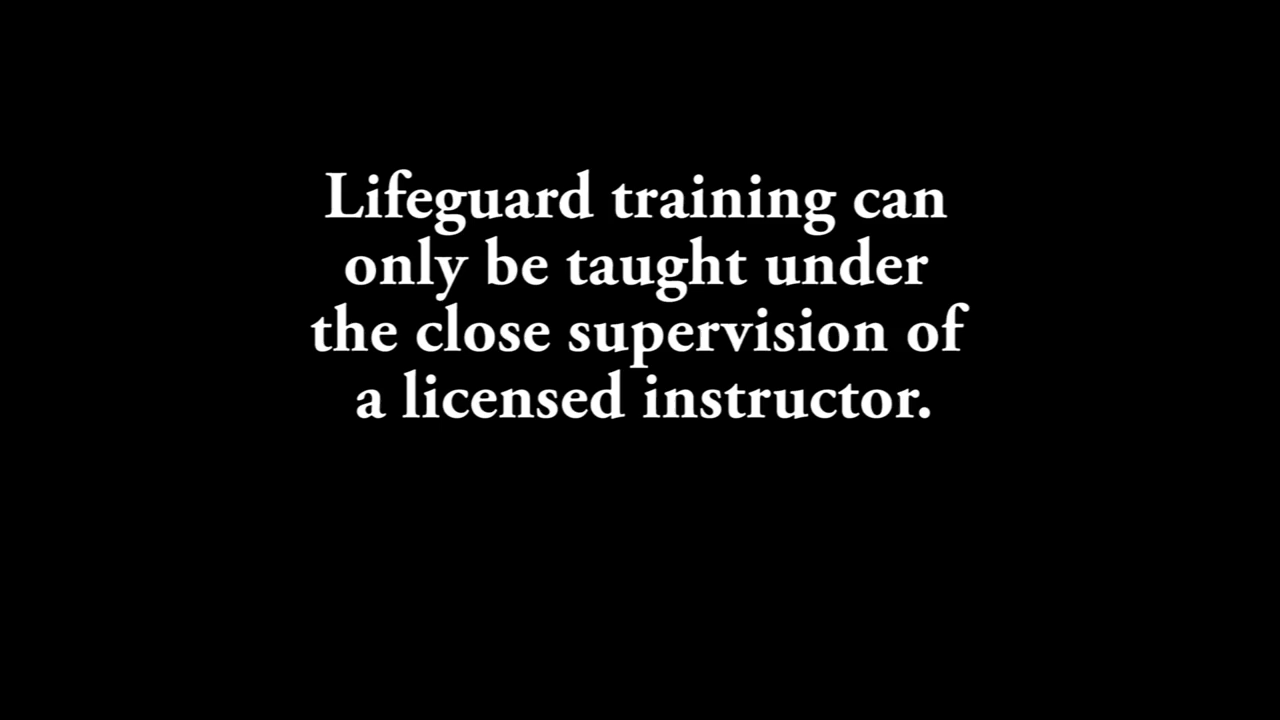 Lifeguard training can
only be taught under
the close supervision of
a licensed instructor.